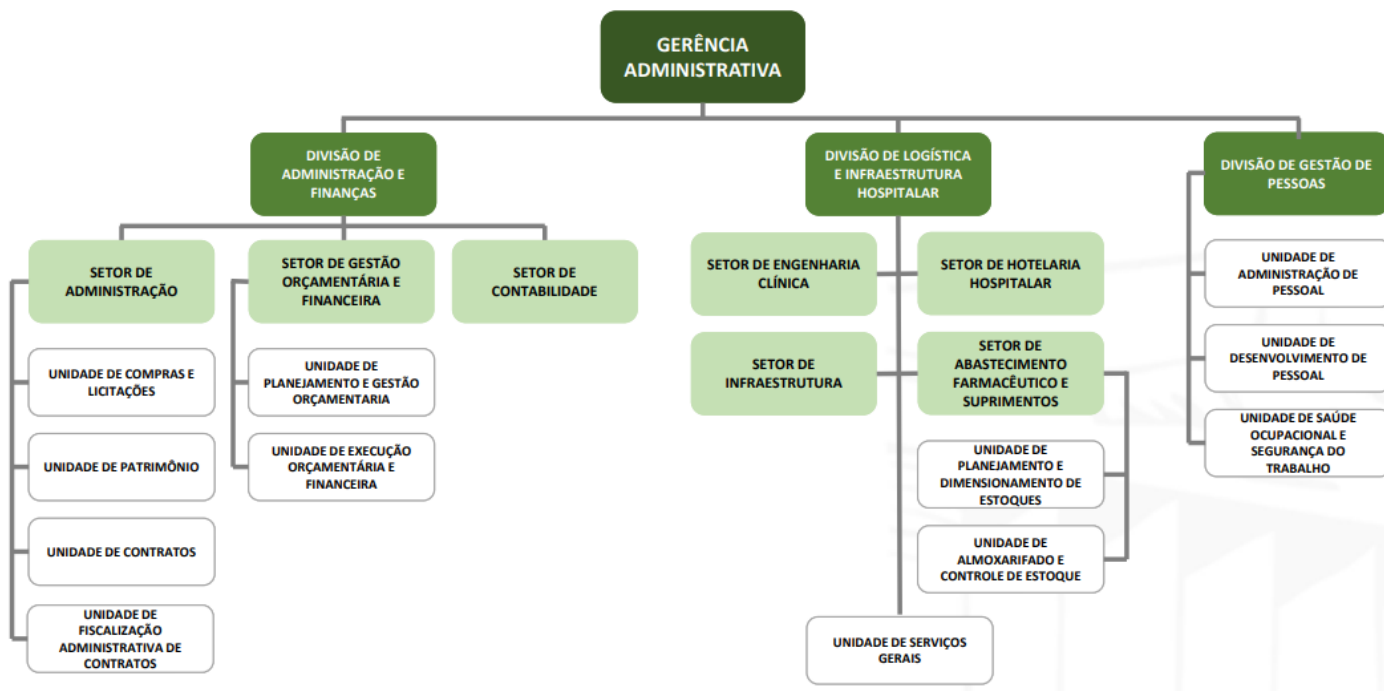 GERÊNCIA
ADMINISTRATIVA
DIVISÃO DE
ADMINISTRAÇÃO E
FINANÇAS
DIVISÃO DE LOGÍSTICA
E INFRAESTRUTURA
HOSPITALAR
DIVISÃO DE GESTÃO DE
PESSOAS
SETOR DE
ADMINISTRAÇÃO
SETOR DE GESTÃO
ORÇAMENTÁRIA E
FINANCEIRA
SETOR DE
CONTABILIDADE
UNIDADE DE COMPRAS E
LICITAÇÕES
UNIDADE DE PATRIMÔNIO
UNIDADE DE CONTRATOS
UNIDADE DE
FISCALIZAÇÃO
ADMINISTRATIVA DE
CONTRATOS
UNIDADE DE
PLANEJAMENTO E GESTÃO
ORÇAMENTARIA
UNIDADE DE EXECUÇÃO
ORÇAMENTÁRIA E
FINANCEIRA
SETOR DE ENGENHARIA
CLÍNICA
SETOR DE HOTELARIA
HOSPITALAR
SETOR DE
INFRAESTRUTURA
SETOR DE
ABASTECIMENTO
FARMACÊUTICO E
SUPRIMENTOS
UNIDADE DE
PLANEJAMENTO E
DIMENSIONAMENTO DE
ESTOQUES
UNIDADE DE
ALMOXARIFADO E
CONTROLE DE ESTOQUE
UNIDADE DE SERVIÇOS
GERAIS
UNIDADE DE
ADMINISTRAÇÃO DE
PESSOAL
UNIDADE DE
DESENVOLVIMENTO DE
PESSOAL
UNIDADE DE SAÚDE
OCUPACIONAL E
SEGURANÇA DO
TRABALHO